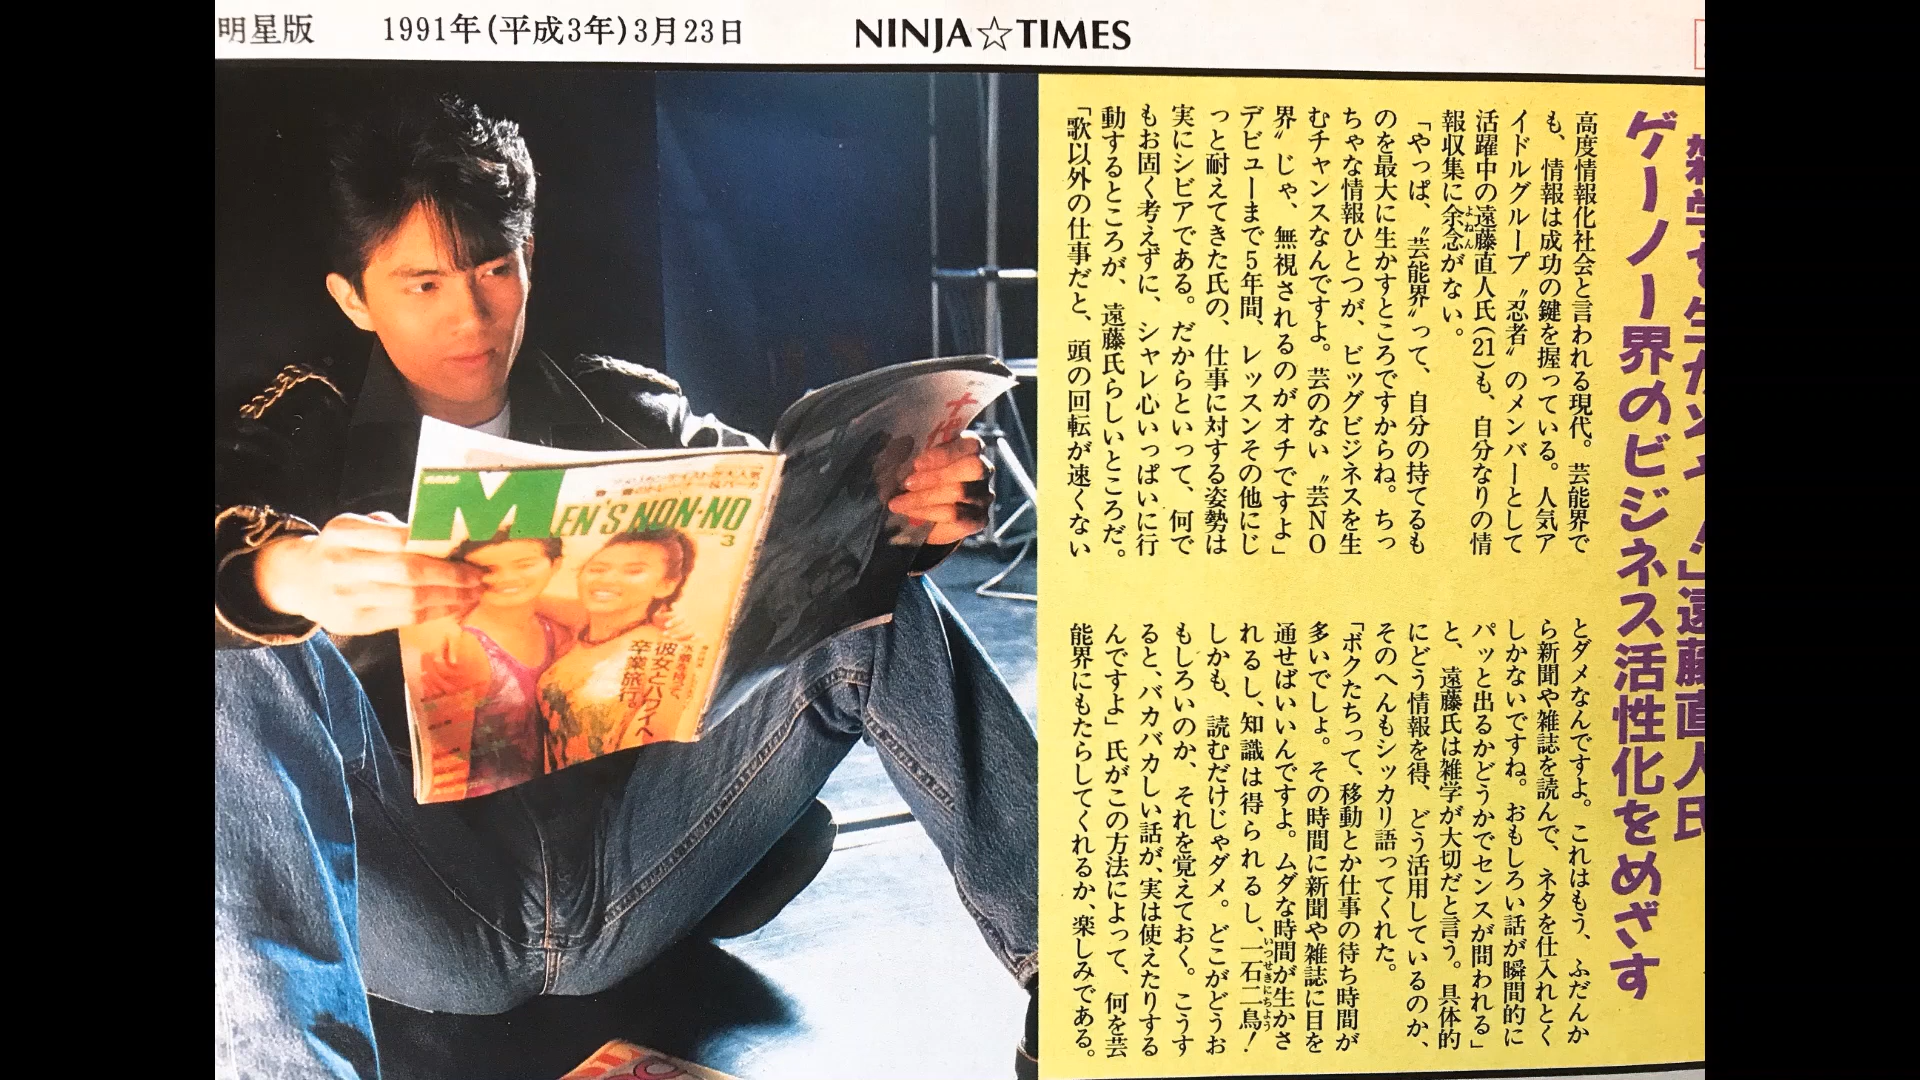 明星版 1991年(平成3年)3月23日 NINJA☆TIMES
遠藤直人氏
ゲーノー界のビジネス活性化をめざす
高度情報化社会と言われる現代。芸能界で
も、情報は成功の鍵を握っている。人気ア
イドルグループ〝忍者〟のメンバーとして
活躍中の遠藤直人氏(21)も、自分なりの情
報収集に余念がない。
「やっぱ、〝芸能界〟って、自分の持てるも
のを最大に生かすところですからね。ちっ
ちゃな情報ひとつが、ビッグビジネスを生
むチャンスなんですよ。芸のない〝芸NO
界〟じゃ、無視されるのがオチですよ」
デビューまで5年間、レッスンその他にじ
っと耐えてきた氏の、仕事に対する姿勢は
実にシビアである。だからといって、何で
もお固く考えずに、シャレ心いっぱいに行
動するところが、遠藤氏らしいところだ。
「歌以外の仕事だと、頭の回転が速くない
とダメなんですよ。これはもう、ふだんか
ら新聞や雑誌を読んで、ネタを仕入れとく
しかないですね。おもしろい話が瞬間的に
パッと出るかどうかでセンスが問われる」
と、遠藤氏は雑学が大切だと言う。具体的
にどう情報を得、どう活用しているのか、
そのへんもシッカリ語ってくれた。
「ボクたちって、移動とか仕事の待ち時間が
多いでしょ。その時間に新聞や雑誌に目を
通せばいいんですよ。ムダな時間が生かさ
れるし、知識は得られるし、一石二鳥!
しかも、読むだけじゃダメ。どこがどうお
もしろいのか、それを覚えておく。こうす
ると、バカバカしい話が、実は使えたりする
んですよ」氏がこの方法によって、何を芸
能界にもたらしてくれるか、楽しみである。
よねん
いっせきにちょう
MEN'S NON·NO
3
彼女とハワイへ
卒業旅行。